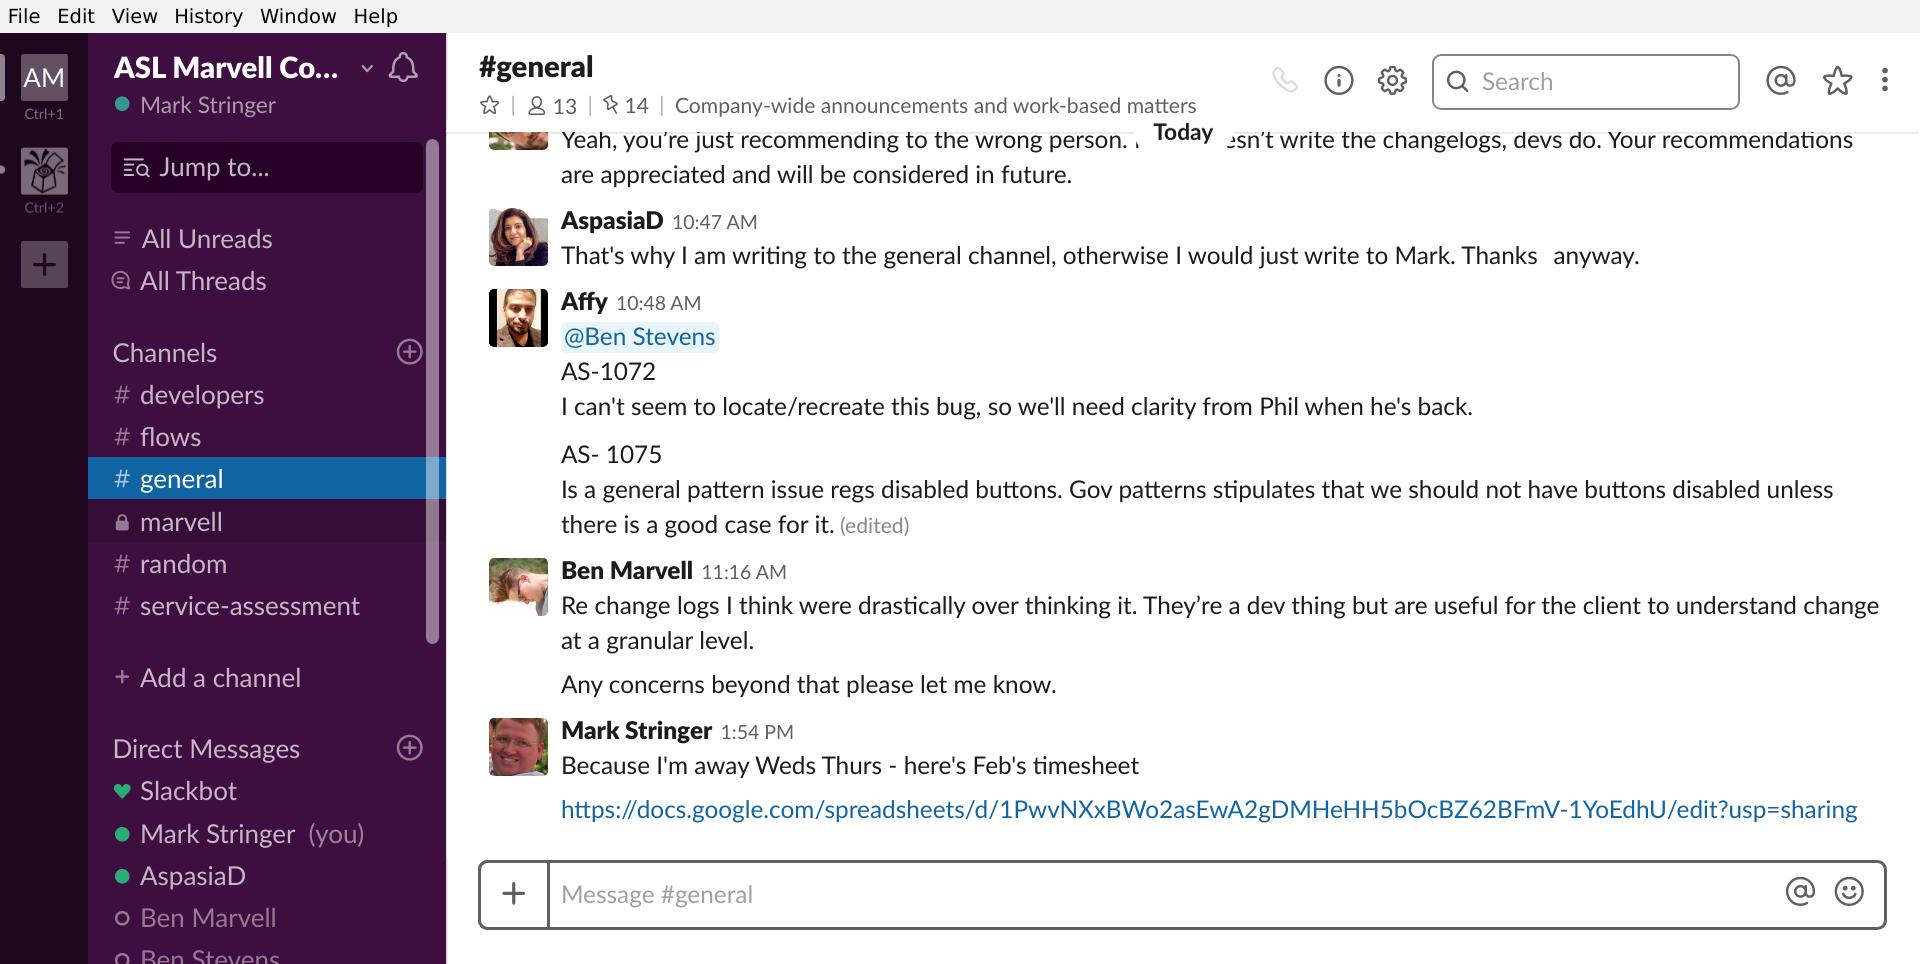 File Edit View History Window Help
AM
Ctrl+1
Ctrl+2
ASL Marvell Co...
Mark Stringer
Jump to...
All Unreads
All Threads
Channels
# developers
# flows
# general
marvell
# random
# service-assessment
+ Add a channel
Direct Messages
Slackbot
Mark Stringer (you)
AspasiaD
Ben Marvell
Ben Stevens
#general
13
14
Company-wide announcements and work-based matters
Search
Today
Yeah, you’re just recommending to the wrong person. esn’t write the changelogs, devs do. Your recommendations
are appreciated and will be considered in future.
AspasiaD 10:47 AM
That's why I am writing to the general channel, otherwise I would just write to Mark. Thanks anyway.
Affy 10:48 AM
@Ben Stevens
AS-1072
I can't seem to locate/recreate this bug, so we'll need clarity from Phil when he's back.
AS- 1075
Is a general pattern issue regs disabled buttons. Gov patterns stipulates that we should not have buttons disabled unless
there is a good case for it. (edited)
Ben Marvell 11:16 AM
Re change logs I think were drastically over thinking it. They’re a dev thing but are useful for the client to understand change
at a granular level.
Any concerns beyond that please let me know.
Mark Stringer 1:54 PM
Because I'm away Weds Thurs - here's Feb's timesheet
https://docs.google.com/spreadsheets/d/1PwvNXxBWo2asEwA2gDMHeHH5bOcBZ62BFmV-1YoEdhU/edit?usp=sharing
Message #general